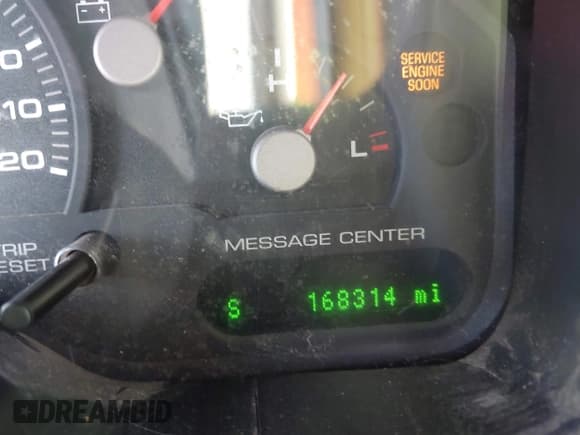 SERVICE
ENGINE
SOON
H
10
20
L
TRIP
RESET
MESSAGE CENTER
S 168314 mi
DREAMBID